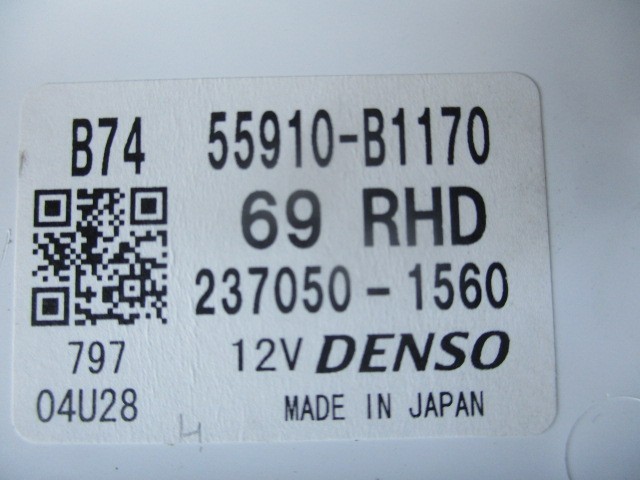 B74 55910-B1170
69 RHD
237050-1560
797 12V DENSO
04U28 MADE IN JAPAN